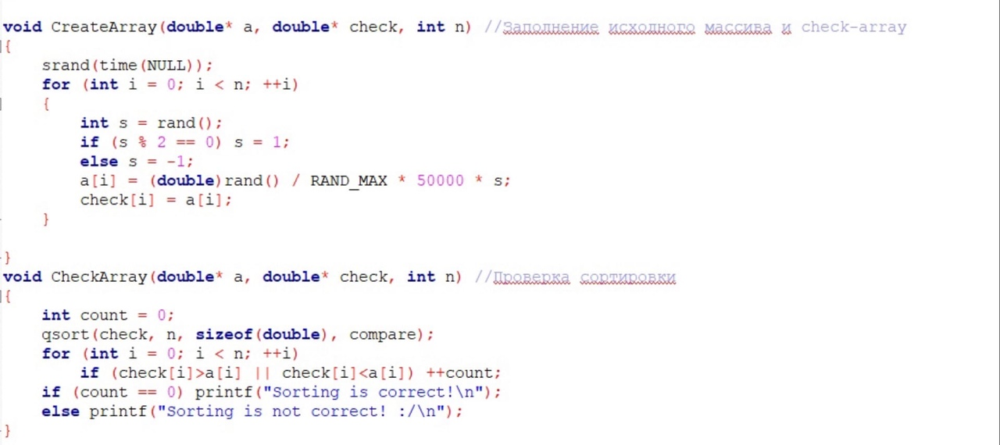 void CreateArray(double* a, double* check, int n) //Заполнение исходного массива и check-array
{
    srand(time(NULL));
    for (int i = 0; i < n; ++i)
    {
        int s = rand();
        if (s % 2 == 0) s = 1;
        else s = -1;
        a[i] = (double)rand() / RAND_MAX * 50000 * s;
        check[i] = a[i];
    }
}
void CheckArray(double* a, double* check, int n) //Проверка сортировки
{
    int count = 0;
    qsort(check, n, sizeof(double), compare);
    for (int i = 0; i < n; ++i)
        if (check[i]>a[i] || check[i]<a[i]) ++count;
    if (count == 0) printf("Sorting is correct!\n");
    else printf("Sorting is not correct! :/\n");
}